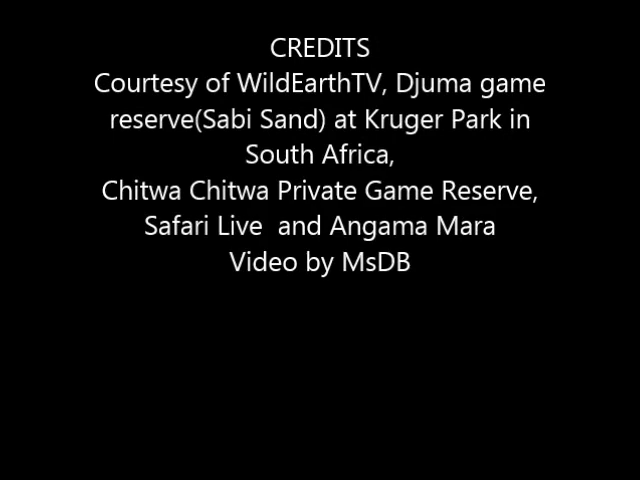 CREDITS
Courtesy of WildEarthTV, Djuma game
reserve(Sabi Sand) at Kruger Park in
South Africa,
Chitwa Chitwa Private Game Reserve,
Safari Live  and Angama Mara
Video by MsDB